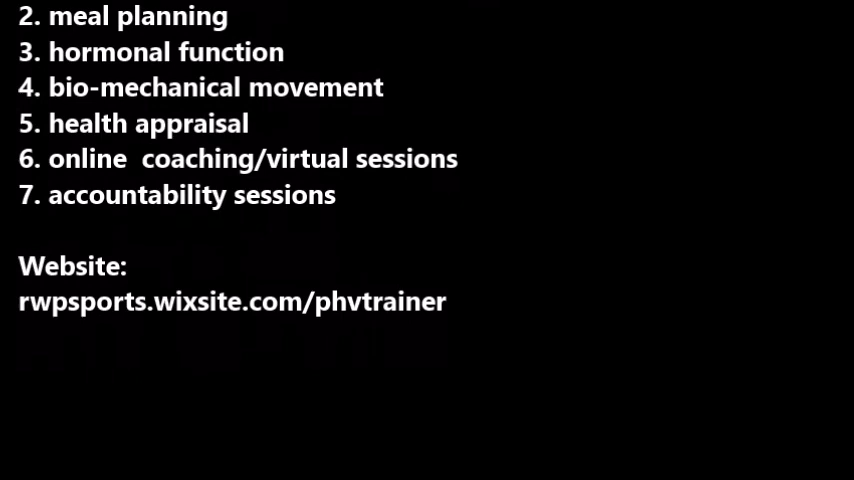 2. meal planning
3. hormonal function
4. bio-mechanical movement
5. health appraisal
6. online  coaching/virtual sessions
7. accountability sessions
Website:
rwpsports.wixsite.com/phvtrainer